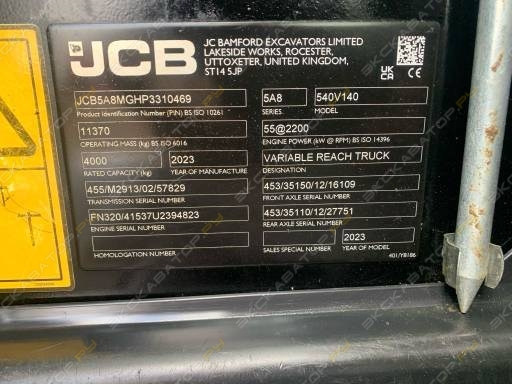 JCB
JC BAMFORD EXCAVATORS LIMITED
LAKESIDE WORKS, ROCESTER,
UTTOXETER, UNITED KINGDOM,
ST14 5JP
UK
CA
JCB5A8MGHP3310469
Product Identification Number (PIN) BS ISO 10261
5A8
SERIES
540V140
MODEL
11370
OPERATING MASS (kg) BS ISO 6016
55@2200
ENGINE POWER (kW @ RPM) BS ISO 14396
4000
RATED CAPACITY (kg)
2023
YEAR OF MANUFACTURE
VARIABLE REACH TRUCK
DESIGNATION
455/M2913/02/57829
TRANSMISSION SERIAL NUMBER
453/35150/12/16109
FRONT AXLE SERIAL NUMBER
FN320/41537U2394823
ENGINE SERIAL NUMBER
453/35110/12/27751
REAR AXLE SERIAL NUMBER
HOMOLOGATION NUMBER
SALES SPECIAL NUMBER
2023
YEAR OF MODEL
401/Y8186
ЭКСКАВАТОР.РУ